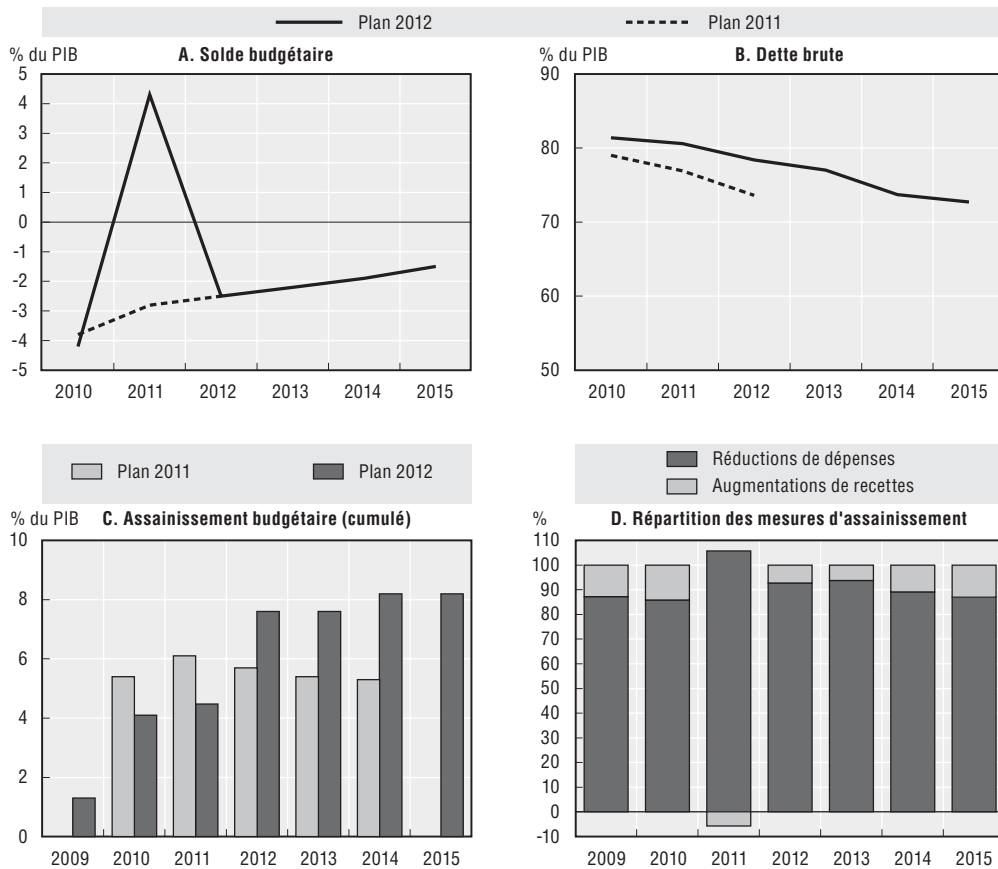 Plan 2012 Plan 2011
% du PIB A. Solde budgétaire
5
4
3
2
1
0
-1
-2
-3
-4
-5
2010 2011 2012 2013 2014 2015
% du PIB B. Dette brute
90
80
70
60
50
2010 2011 2012 2013 2014 2015
Plan 2011 Plan 2012
% du PIB C. Assainissement budgétaire (cumulé)
10
8
6
4
2
0
2009 2010 2011 2012 2013 2014 2015
Réductions de dépenses
Augmentations de recettes
% D. Répartition des mesures d'assainissement
110
100
90
80
70
60
50
40
30
20
10
0
-10
2009 2010 2011 2012 2013 2014 2015